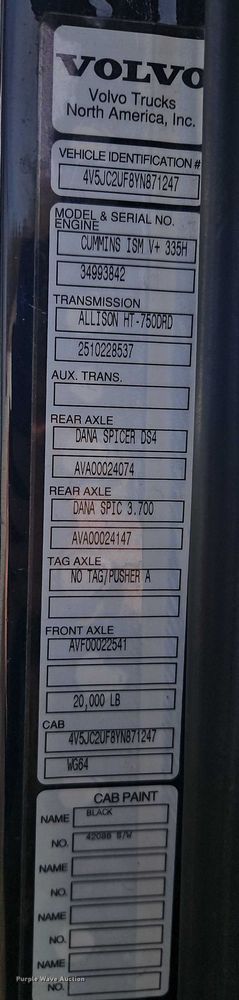 VOLVO
Volvo Trucks
North America, Inc.
VEHICLE IDENTIFICATION #
4V5JC2UF8YN871247
MODEL & SERIAL NO.
ENGINE
CUMMINS ISM V+ 335H
34993842
TRANSMISSION
ALLISON HT-750DRD
2510228537
AUX. TRANS.
REAR AXLE
DANA SPICER DS4
AVA00024074
REAR AXLE
DANA SPIC 3.700
AVA00024147
TAG AXLE
NO TAG/PUSHER A
FRONT AXLE
AVF00022541
20,000 LB
CAB
4V5JC2UF8YN871247
WG64
CAB PAINT
NAME BLACK
NO. 4208B S/W
NAME
NO.
NAME
NO.
NAME
NO.
Purple Wave Auction